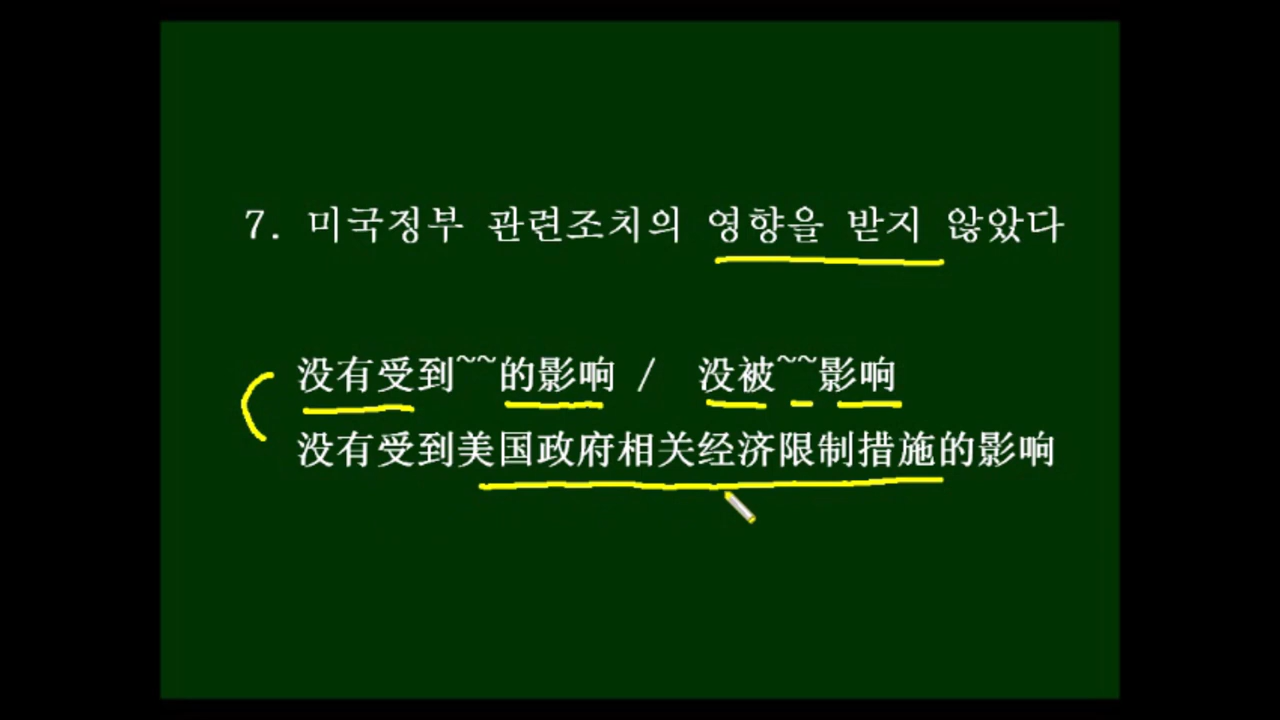 7. 미국정부 관련조치의 영향을 받지 않았다
没有受到~~的影响 / 没被~~影响
没有受到美国政府相关经济限制措施的影响